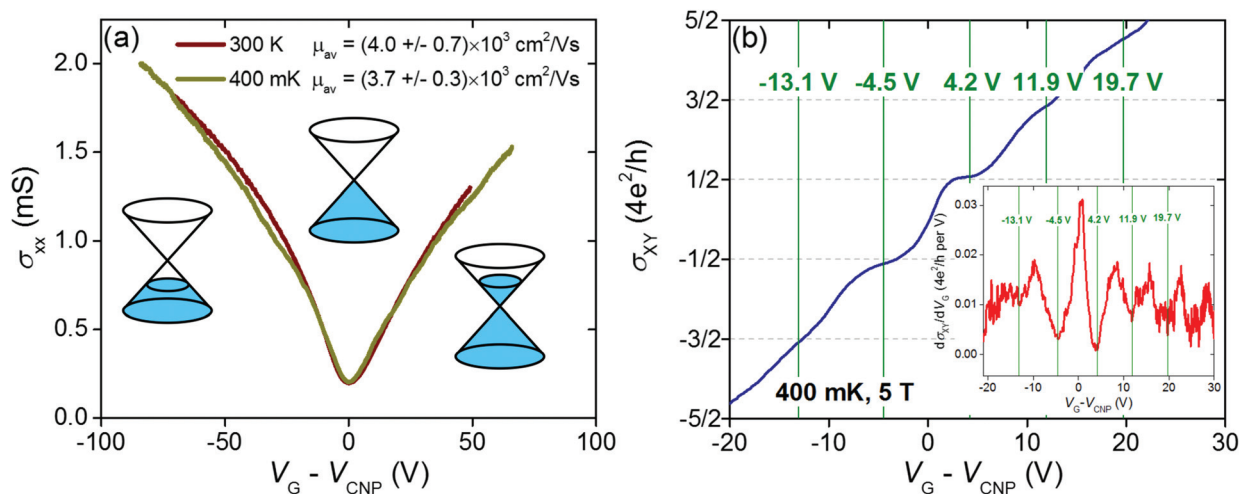 (a)
300 K μav = (4.0 +/- 0.7)×10³ cm²/Vs
400 mK μav = (3.7 +/- 0.3)×10³ cm²/Vs
σxx (mS)
2.0
1.5
1.0
0.5
0.0
-100 -50 0 50 100
VG - VCNP (V)
(b)
σXY (4e²/h)
5/2
3/2
1/2
-1/2
-3/2
-5/2
-13.1 V -4.5 V 4.2 V 11.9 V 19.7 V
400 mK, 5 T
-20 -10 0 10 20 30
VG - VCNP (V)
dσXY/dVG (4e²/h per V)
0.03
0.02
0.01
0.00
-13.1 V -4.5 V 4.2 V 11.9 V 19.7 V
-20 -10 0 10 20 30
VG-VCNP (V)